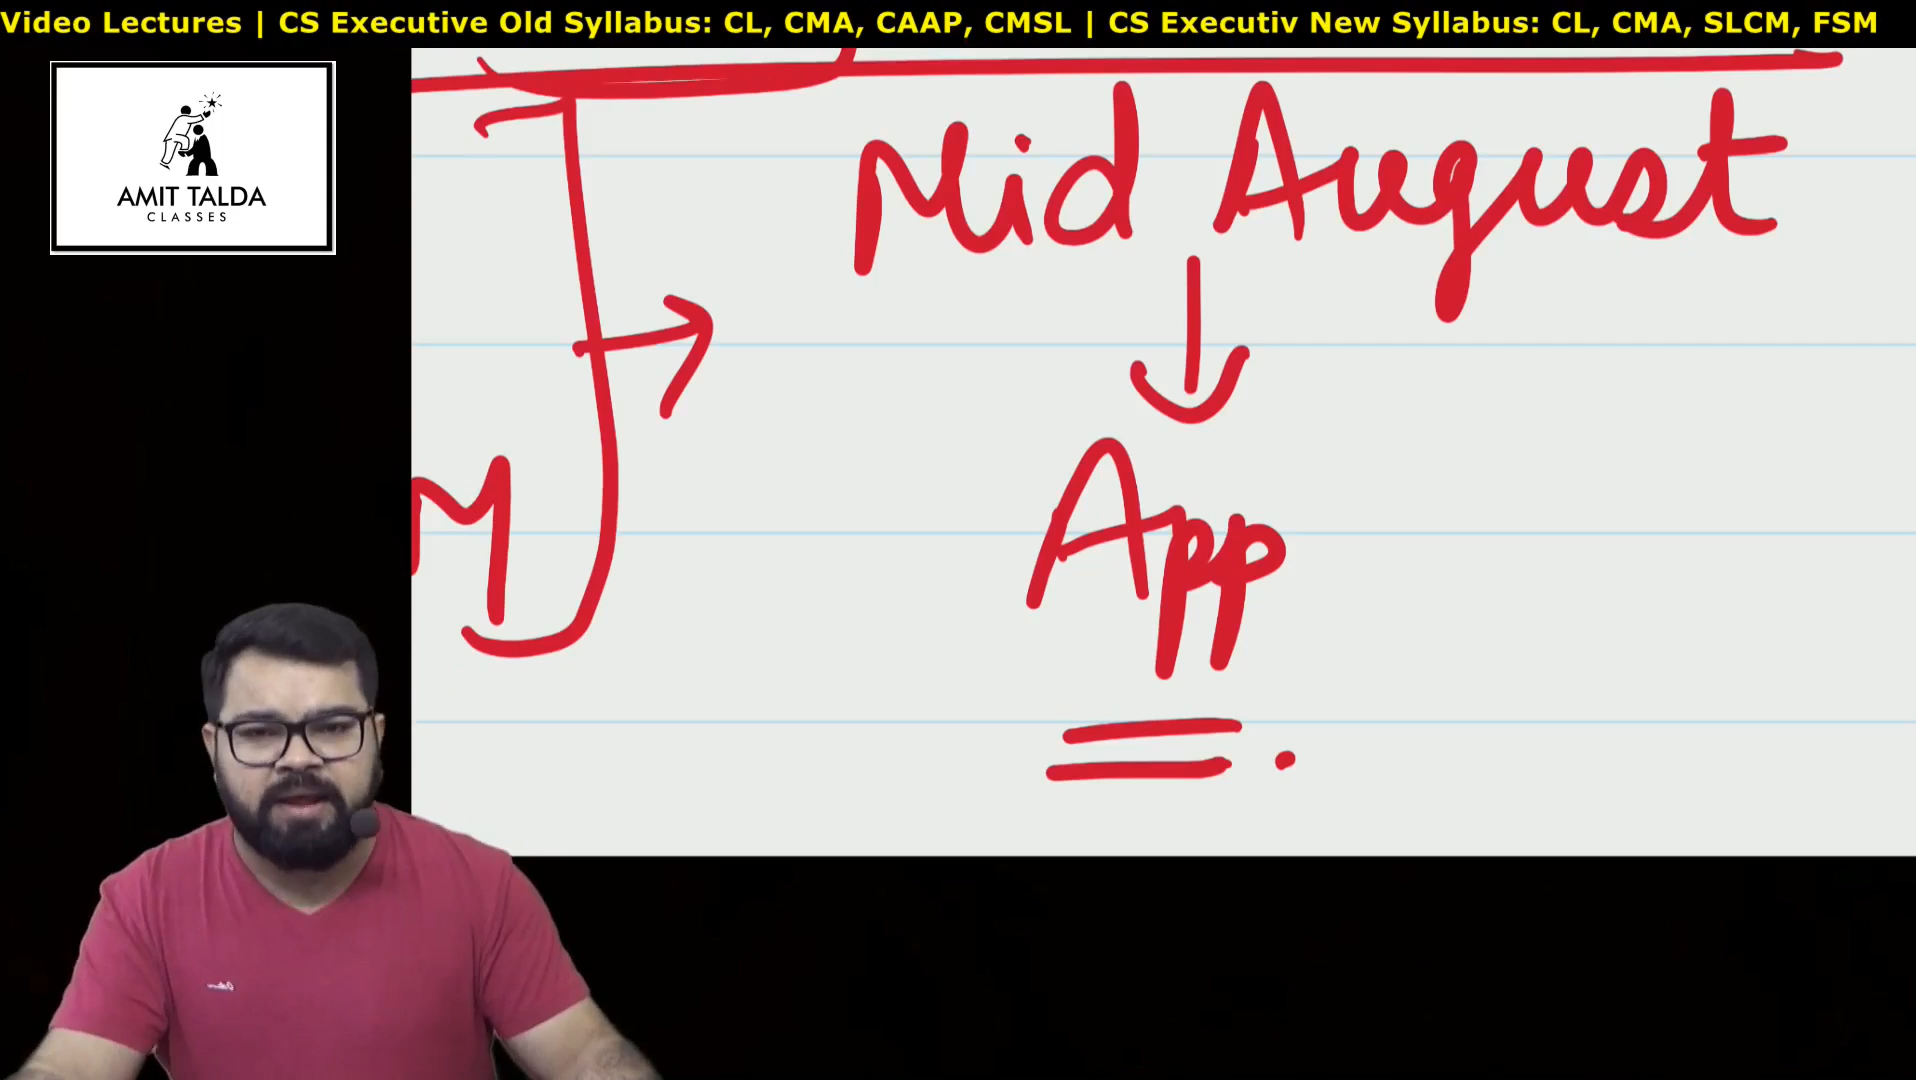 Video Lectures | CS Executive Old Syllabus: CL, CMA, CAAP, CMSL | CS Executiv New Syllabus: CL, CMA, SLCM, FSM
AMIT TALDA
CLASSES
Mid August
M
App